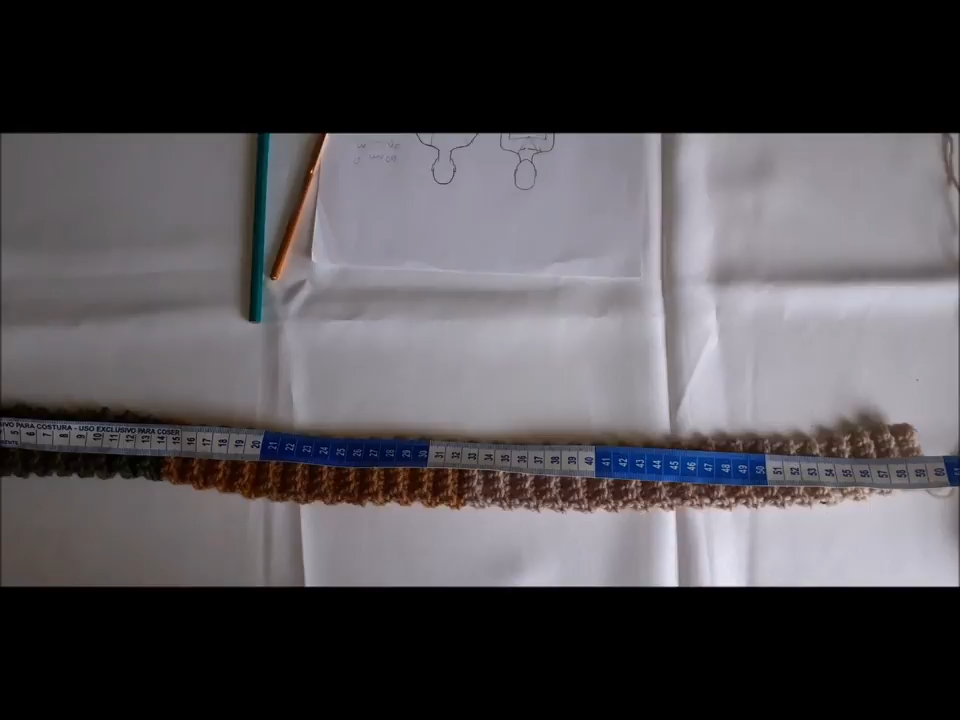 IVO PARA COSTURA - USO EXCLUSIVO PARA COSER
5 6 7 8 9 10 11 12 13 14 15 16 17 18 19 20 21 22 23 24 25 26 27 28 29 30 31 32 33 34 35 36 37 38 39 40 41 42 43 44 45 46 47 48 49 50 51 52 53 54 55 56 57 58 59 60